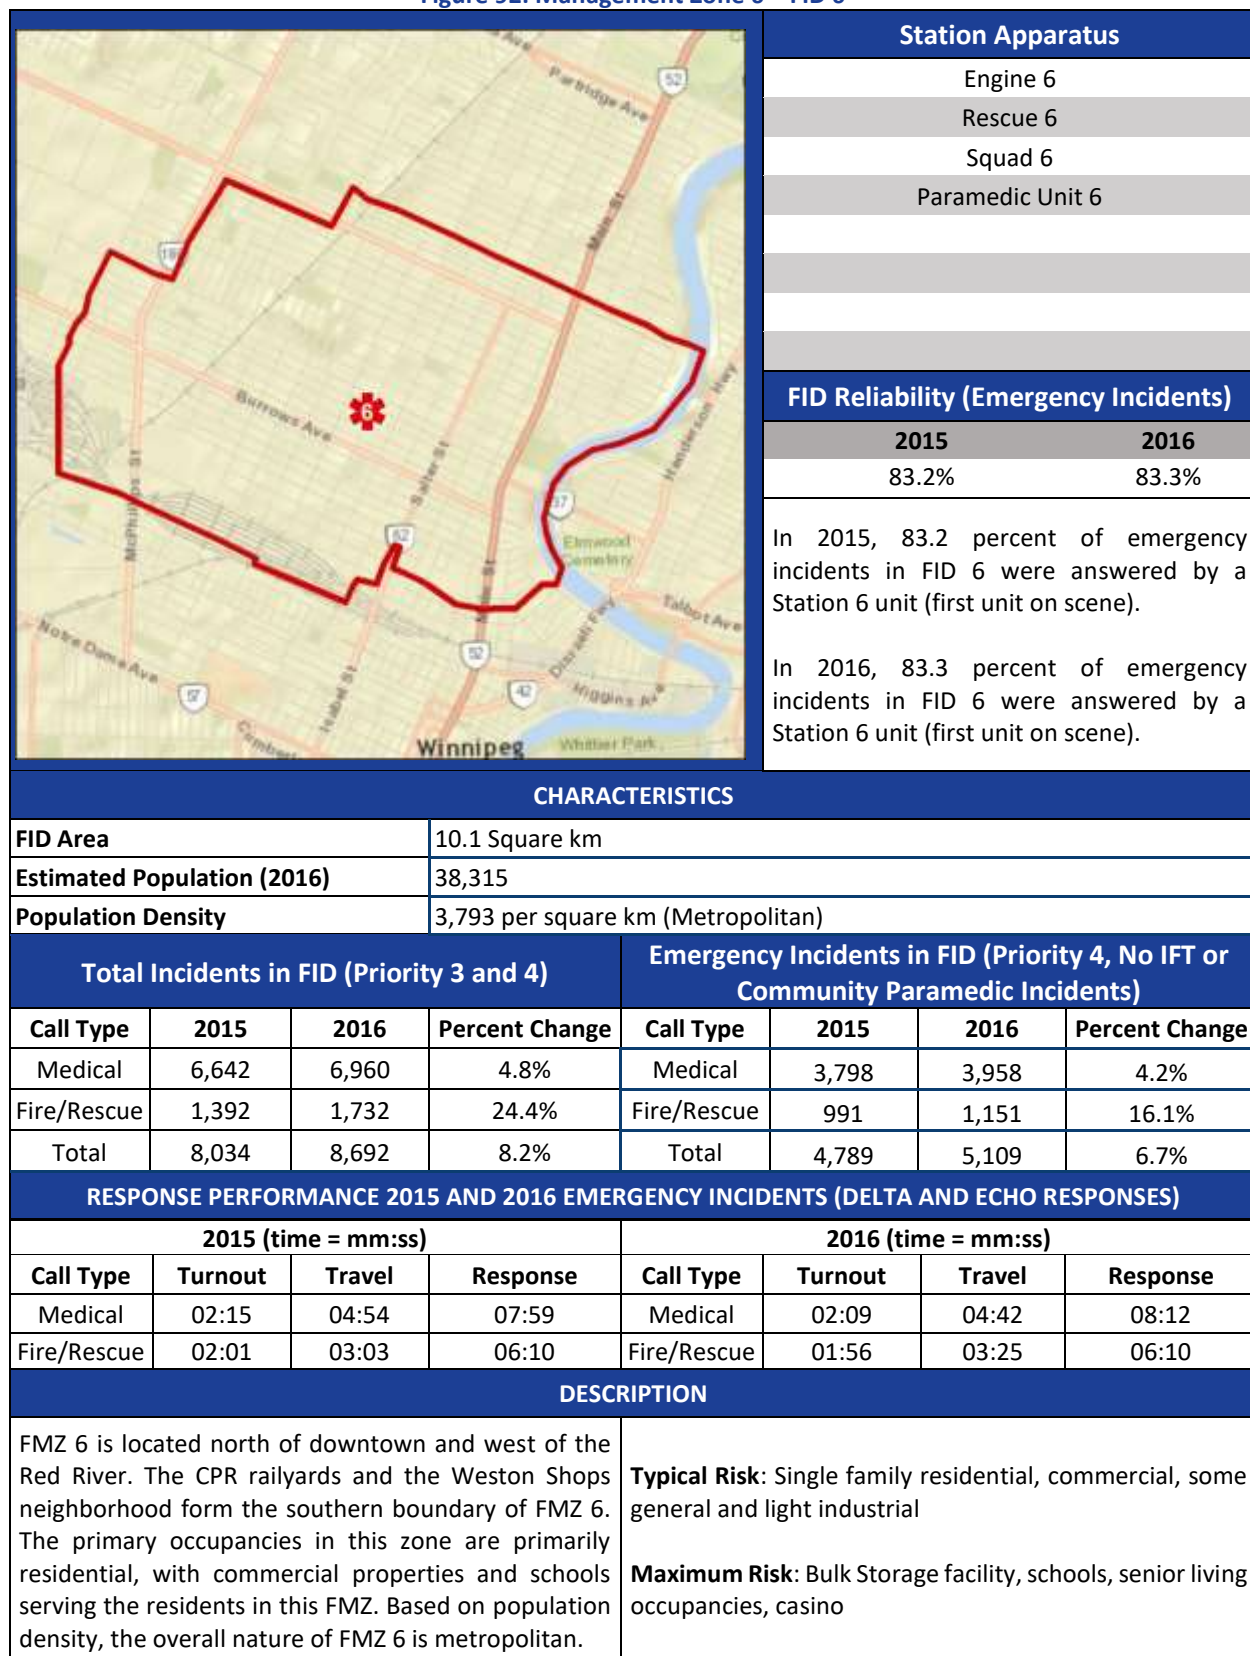 Partridge Ave
52
Main St
180
Burrows Ave
6
Salter St
McPhillips St
Henderson Hwy
37
62
Elmwood
Cemetery
Main St
Talbot Ave
Notre Dame Ave
52
Disraeli Fwy
57
Isabel St
42
Higgins Ave
Winnipeg
Whittier Park
Station Apparatus
Engine 6
Rescue 6
Squad 6
Paramedic Unit 6
FID Reliability (Emergency Incidents)
2015 2016
83.2% 83.3%
In 2015, 83.2 percent of emergency
incidents in FID 6 were answered by a
Station 6 unit (first unit on scene).
In 2016, 83.3 percent of emergency
incidents in FID 6 were answered by a
Station 6 unit (first unit on scene).
CHARACTERISTICS
FID Area 10.1 Square km
Estimated Population (2016) 38,315
Population Density 3,793 per square km (Metropolitan)
Total Incidents in FID (Priority 3 and 4)
Emergency Incidents in FID (Priority 4, No IFT or
Community Paramedic Incidents)
Call Type 2015 2016 Percent Change Call Type 2015 2016 Percent Change
Medical 6,642 6,960 4.8% Medical 3,798 3,958 4.2%
Fire/Rescue 1,392 1,732 24.4% Fire/Rescue 991 1,151 16.1%
Total 8,034 8,692 8.2% Total 4,789 5,109 6.7%
RESPONSE PERFORMANCE 2015 AND 2016 EMERGENCY INCIDENTS (DELTA AND ECHO RESPONSES)
2015 (time = mm:ss) 2016 (time = mm:ss)
Call Type Turnout Travel Response Call Type Turnout Travel Response
Medical 02:15 04:54 07:59 Medical 02:09 04:42 08:12
Fire/Rescue 02:01 03:03 06:10 Fire/Rescue 01:56 03:25 06:10
DESCRIPTION
FMZ 6 is located north of downtown and west of the
Red River. The CPR railyards and the Weston Shops
neighborhood form the southern boundary of FMZ 6.
The primary occupancies in this zone are primarily
residential, with commercial properties and schools
serving the residents in this FMZ. Based on population
density, the overall nature of FMZ 6 is metropolitan.
Typical Risk: Single family residential, commercial, some
general and light industrial
Maximum Risk: Bulk Storage facility, schools, senior living
occupancies, casino